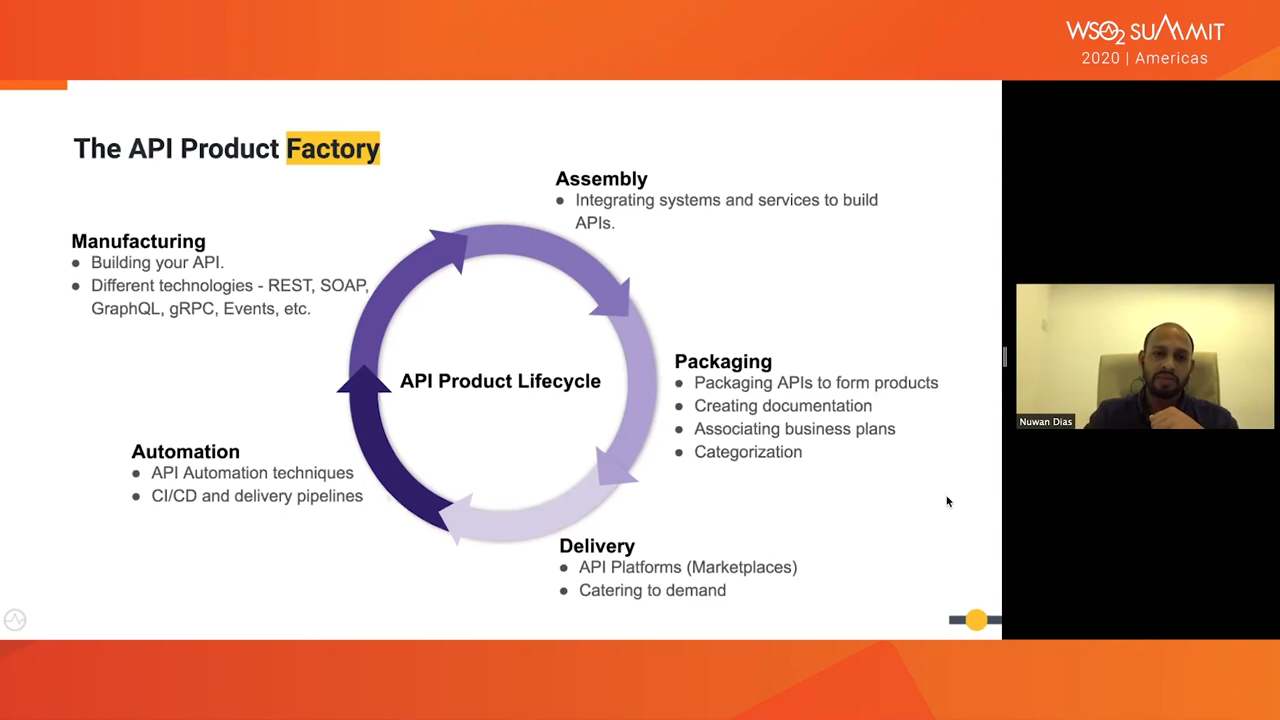 WSO2 SUMMIT
2020 | Americas
The API Product Factory
Assembly
● Integrating systems and services to build
APIs.
Manufacturing
● Building your API.
● Different technologies - REST, SOAP,
GraphQL, gRPC, Events, etc.
API Product Lifecycle
Packaging
● Packaging APIs to form products
● Creating documentation
● Associating business plans
● Categorization
Automation
● API Automation techniques
● CI/CD and delivery pipelines
Delivery
● API Platforms (Marketplaces)
● Catering to demand
Nuwan Dias